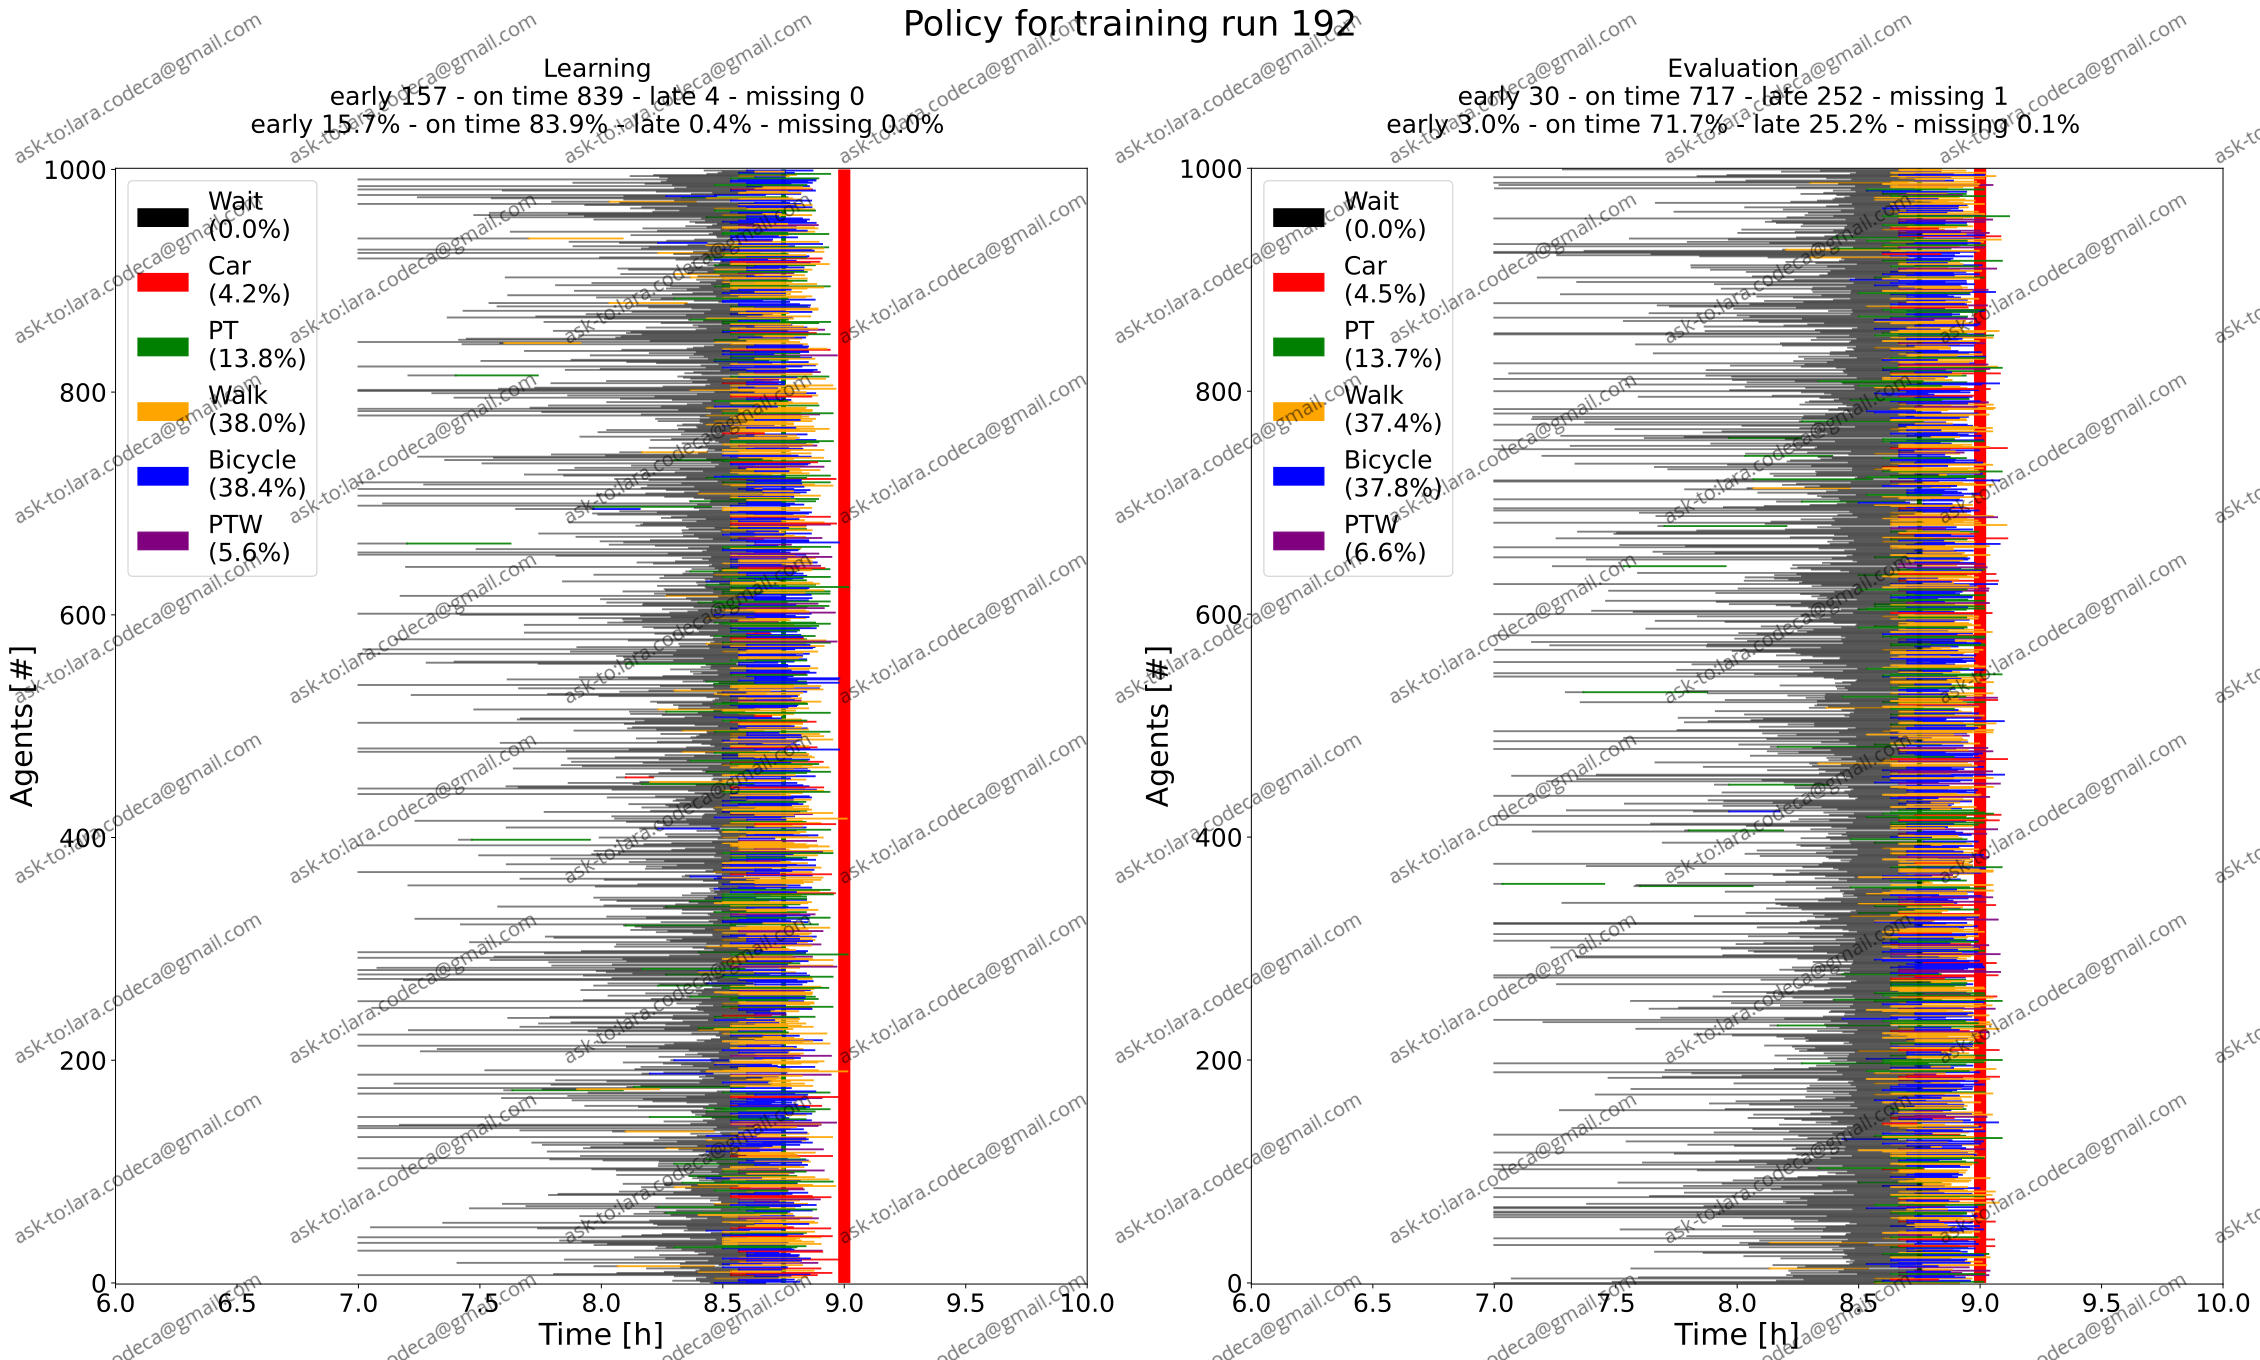 Policy for training run 192
Learning
early 157 - on time 839 - late 4 - missing 0
early 15.7% - on time 83.9% - late 0.4% - missing 0.0%
1000
800
600
400
200
0
Agents [#]
Wait
(0.0%)
Car
(4.2%)
PT
(13.8%)
Walk
(38.0%)
Bicycle
(38.4%)
PTW
(5.6%)
6.0 6.5 7.0 7.5 8.0 8.5 9.0 9.5 10.0
Time [h]
Evaluation
early 30 - on time 717 - late 252 - missing 1
early 3.0% - on time 71.7% - late 25.2% - missing 0.1%
1000
800
600
400
200
0
Agents [#]
Wait
(0.0%)
Car
(4.5%)
PT
(13.7%)
Walk
(37.4%)
Bicycle
(37.8%)
PTW
(6.6%)
6.0 6.5 7.0 7.5 8.0 8.5 9.0 9.5 10.0
Time [h]
ask-to:lara.codeca@gmail.com